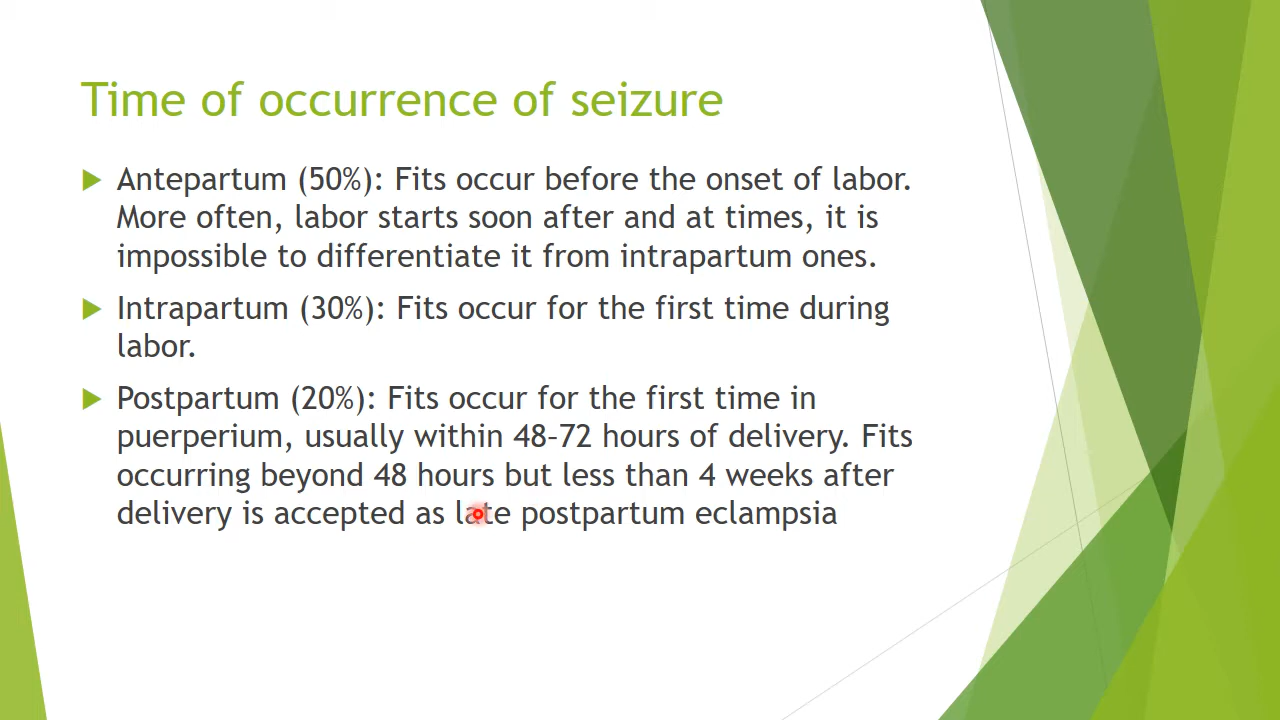 Time of occurrence of seizure
Antepartum (50%): Fits occur before the onset of labor.
More often, labor starts soon after and at times, it is
impossible to differentiate it from intrapartum ones.
Intrapartum (30%): Fits occur for the first time during
labor.
Postpartum (20%): Fits occur for the first time in
puerperium, usually within 48–72 hours of delivery. Fits
occurring beyond 48 hours but less than 4 weeks after
delivery is accepted as late postpartum eclampsia